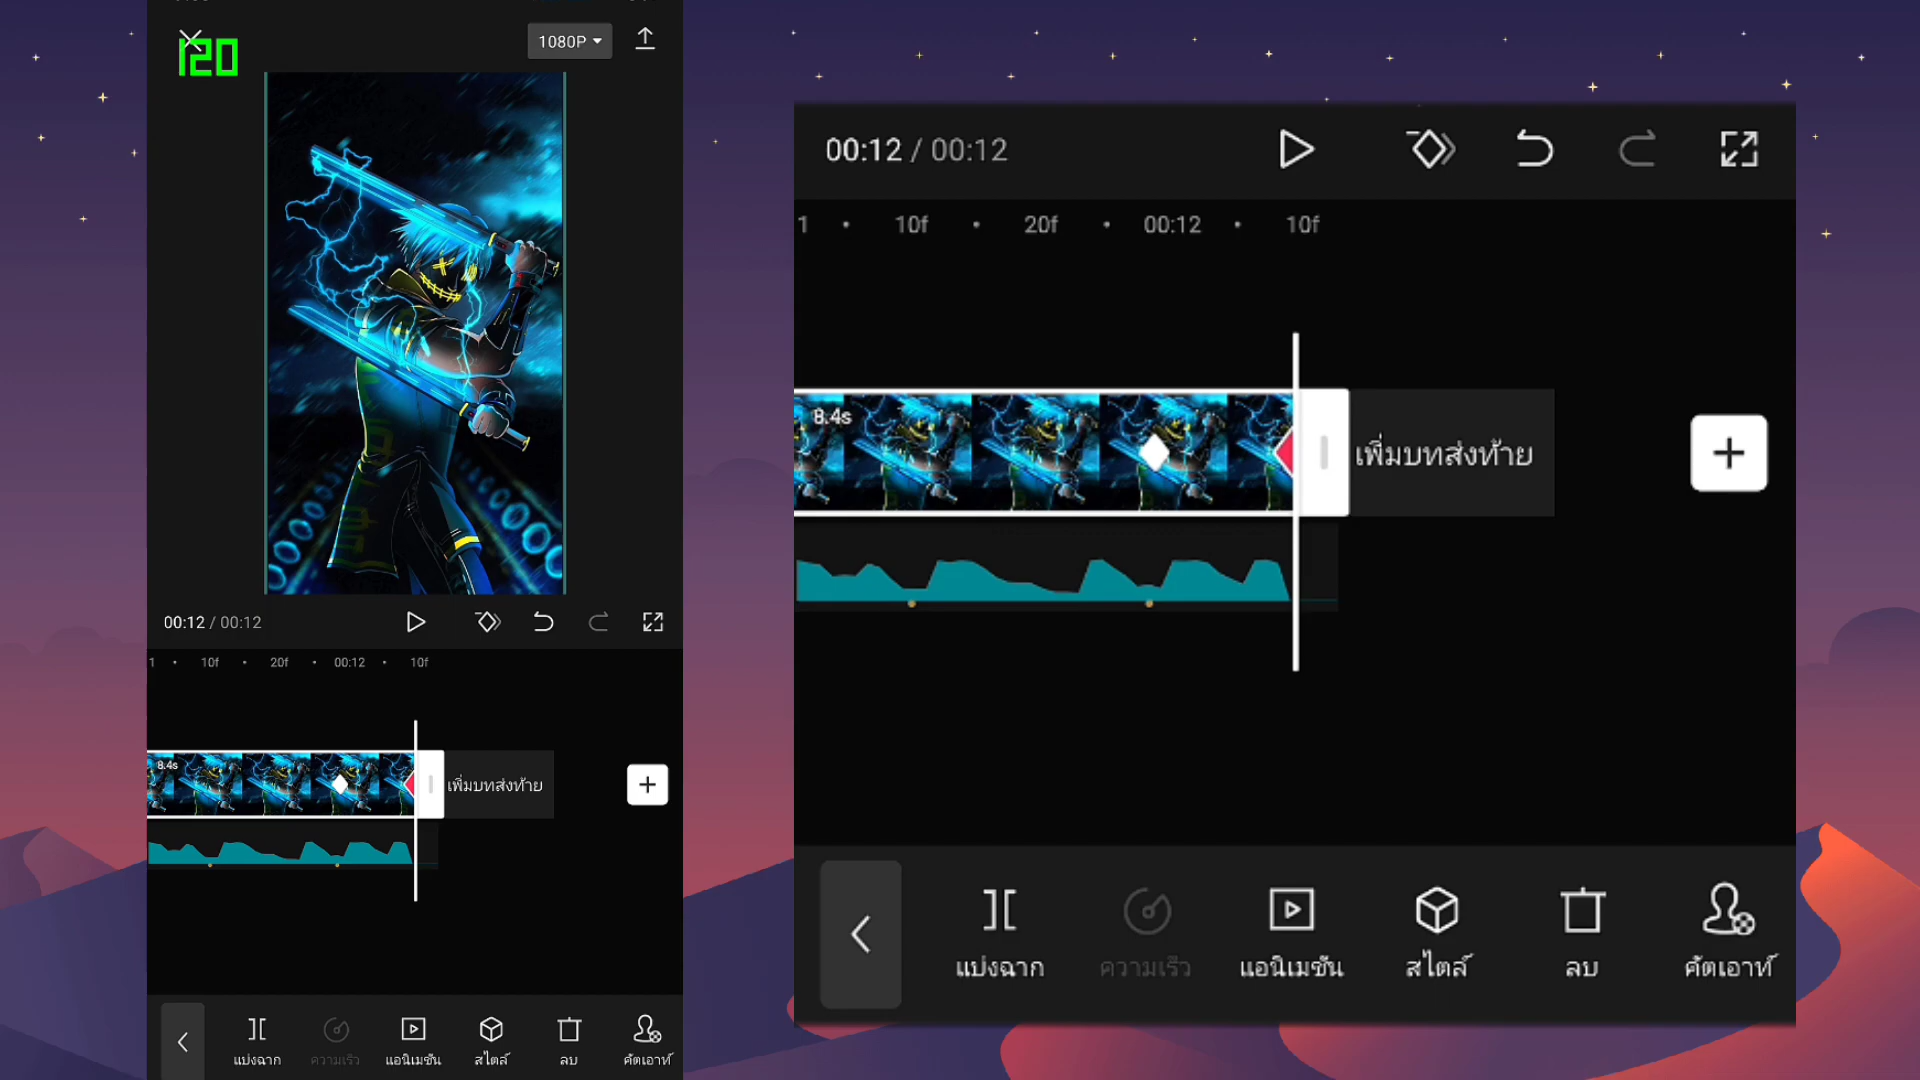 120
1080P
00:12 / 00:12
1 10f 20f 00:12 10f
8.4s
เพิ่มบทส่งท้าย
แบ่งฉาก ความเร็ว แอนิเมชัน สไตล์ ลบ คัตเอาท์
00:12 / 00:12
1 10f 20f 00:12 10f
8.4s
เพิ่มบทส่งท้าย
แบ่งฉาก ความเร็ว แอนิเมชัน สไตล์ ลบ คัตเอาท์